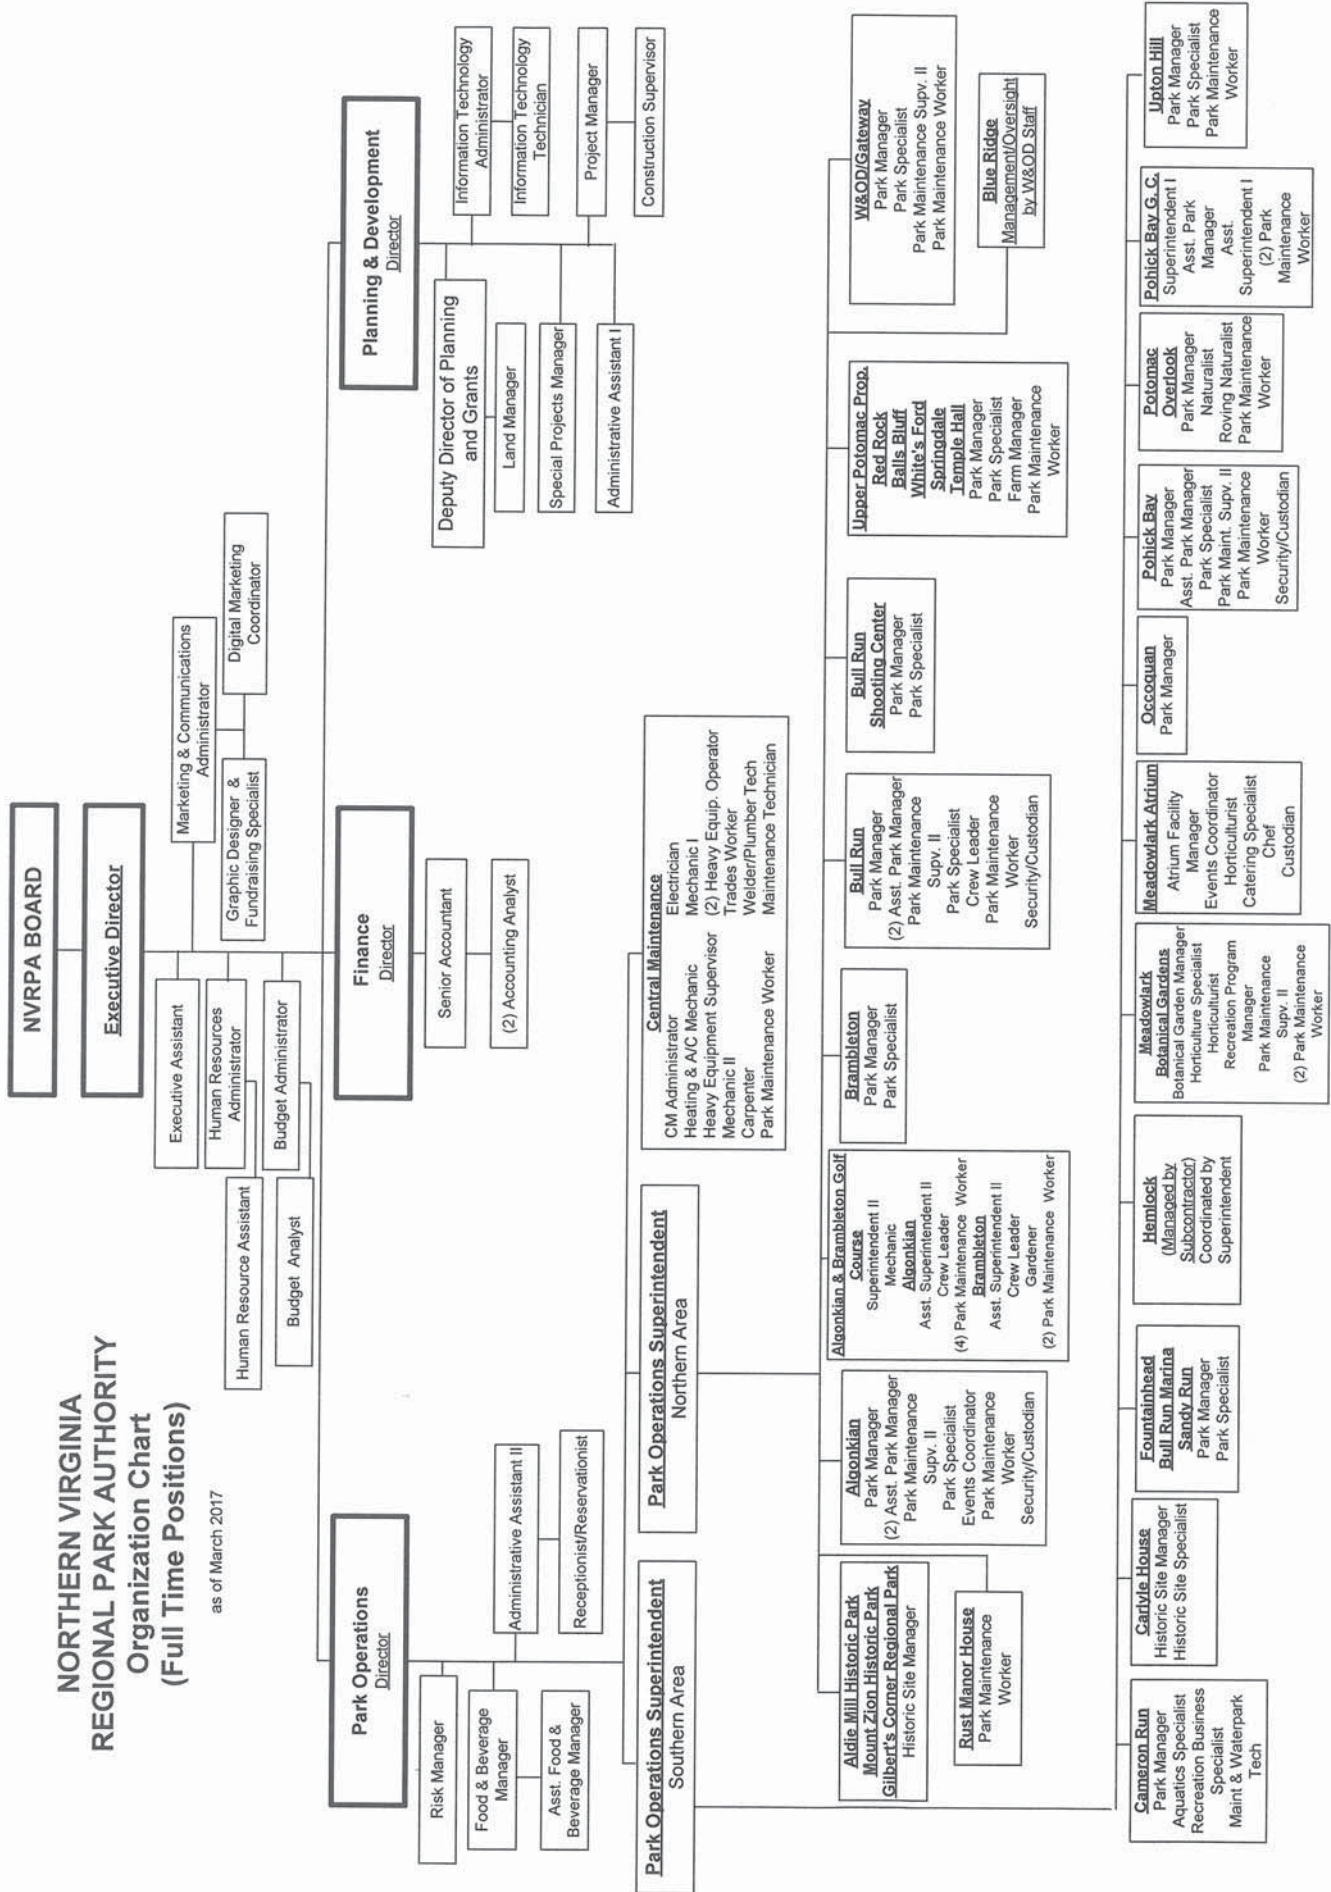 NORTHERN VIRGINIA
REGIONAL PARK AUTHORITY
Organization Chart
(Full Time Positions)
as of March 2017
NVRPA BOARD
Executive Director
Executive Assistant
Human Resources
Administrator
Human Resource Assistant
Budget Administrator
Budget Analyst
Marketing & Communications
Administrator
Graphic Designer &
Fundraising Specialist
Digital Marketing
Coordinator
Park Operations
Director
Risk Manager
Food & Beverage
Manager
Asst. Food &
Beverage Manager
Administrative Assistant II
Receptionist/Reservationist
Finance
Director
Senior Accountant
(2) Accounting Analyst
Planning & Development
Director
Deputy Director of Planning
and Grants
Land Manager
Special Projects Manager
Administrative Assistant I
Information Technology
Administrator
Information Technology
Technician
Project Manager
Construction Supervisor
Park Operations Superintendent
Southern Area
Park Operations Superintendent
Northern Area
Central Maintenance
CM Administrator
Heating & A/C Mechanic
Heavy Equipment Supervisor
Mechanic II
Carpenter
Park Maintenance Worker
Electrician
Mechanic I
(2) Heavy Equip. Operator
Trades Worker
Welder/Plumber Tech
Maintenance Technician
Aldie Mill Historic Park
Mount Zion Historic Park
Gilbert's Corner Regional Park
Historic Site Manager
Rust Manor House
Park Maintenance
Worker
Algonkian
Park Manager
(2) Asst. Park Manager
Park Maintenance
Supv. II
Park Specialist
Events Coordinator
Park Maintenance
Worker
Security/Custodian
Algonkian & Brambleton Golf
Course
Superintendent II
Mechanic
Algonkian
Asst. Superintendent II
Crew Leader
(4) Park Maintenance Worker
Brambleton
Asst. Superintendent II
Crew Leader
Gardener
(2) Park Maintenance Worker
Brambleton
Park Manager
Park Specialist
Bull Run
Park Manager
(2) Asst. Park Manager
Park Maintenance
Supv. II
Park Specialist
Crew Leader
Park Maintenance
Worker
Security/Custodian
Bull Run
Shooting Center
Park Manager
Park Specialist
Upper Potomac Prop.
Red Rock
Balls Bluff
White's Ford
Springdale
Temple Hall
Park Manager
Park Specialist
Farm Manager
Park Maintenance
Worker
W&OD/Gateway
Park Manager
Park Specialist
Park Maintenance Supv. II
Park Maintenance Worker
Blue Ridge
Management/Oversight
by W&OD Staff
Cameron Run
Park Manager
Aquatics Specialist
Recreation Business
Specialist
Maint & Waterpark
Tech
Carlyle House
Historic Site Manager
Historic Site Specialist
Fountainhead
Bull Run Marina
Sandy Run
Park Manager
Park Specialist
Hemlock
(Managed by
Subcontractor)
Coordinated by
Superintendent
Meadowlark
Botanical Gardens
Botanical Garden Manager
Horticulture Specialist
Horticulturist
Recreation Program
Manager
Park Maintenance
Supv. II
(2) Park Maintenance
Worker
Meadowlark Atrium
Atrium Facility
Manager
Events Coordinator
Horticulturist
Catering Specialist
Chef
Custodian
Occoquan
Park Manager
Pohick Bay
Park Manager
Asst. Park Manager
Park Specialist
Park Maint. Supv. II
Park Maintenance
Worker
Security/Custodian
Potomac
Overlook
Park Manager
Naturalist
Roving Naturalist
Park Maintenance
Worker
Pohick Bay G. C.
Superintendent I
Asst. Park
Manager
Asst.
Superintendent I
(2) Park
Maintenance
Worker
Upton Hill
Park Manager
Park Specialist
Park Maintenance
Worker